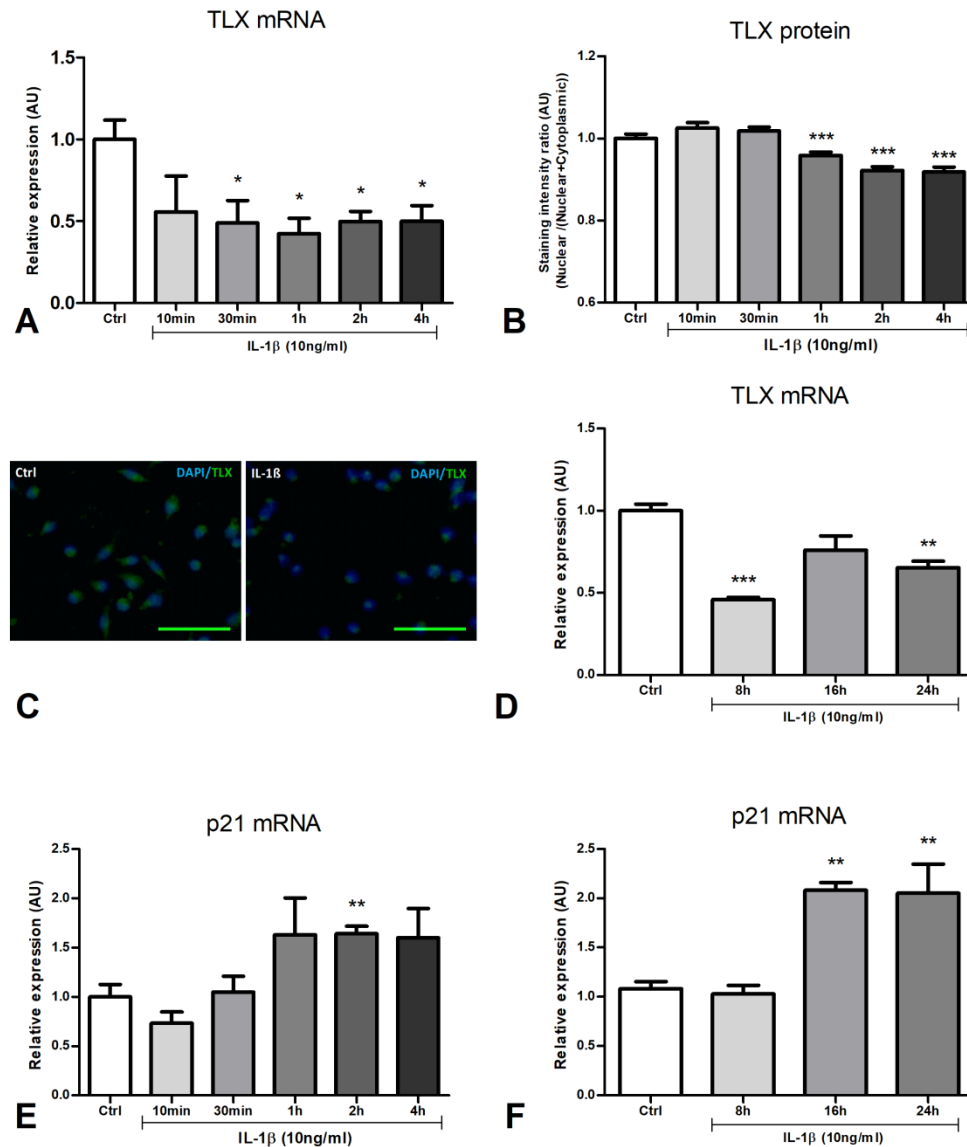 TLX mRNA
Relative expression (AU)
1.5
1.0
0.5
0.0
* * * *
Ctrl 10min 30min 1h 2h 4h
IL-1β (10ng/ml)
A
TLX protein
Staining intensity ratio (AU)
(Nuclear /(Nuclear+Cytoplasmic))
1.2
1.0
0.8
0.6
*** *** ***
Ctrl 10min 30min 1h 2h 4h
IL-1β (10ng/ml)
B
Ctrl DAPI/TLX
IL-1ß DAPI/TLX
C
TLX mRNA
Relative expression (AU)
1.5
1.0
0.5
0.0
*** **
Ctrl 8h 16h 24h
IL-1β (10ng/ml)
D
p21 mRNA
Relative expression (AU)
2.5
2.0
1.5
1.0
0.5
0.0
**
Ctrl 10min 30min 1h 2h 4h
IL-1β (10ng/ml)
E
p21 mRNA
Relative expression (AU)
2.5
2.0
1.5
1.0
0.5
0.0
** **
Ctrl 8h 16h 24h
IL-1β (10ng/ml)
F